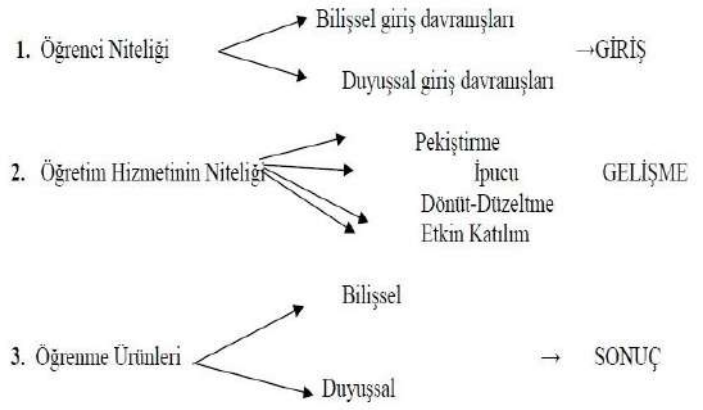 Bilişsel giriş davranışları
1. Öğrenci Niteliği →GİRİŞ
Duyuşsal giriş davranışları
Pekiştirme
2. Öğretim Hizmetinin Niteliği İpucu GELİŞME
Dönüt-Düzeltme
Etkin Katılım
Bilişsel
3. Öğrenme Ürünleri → SONUÇ
Duyuşsal